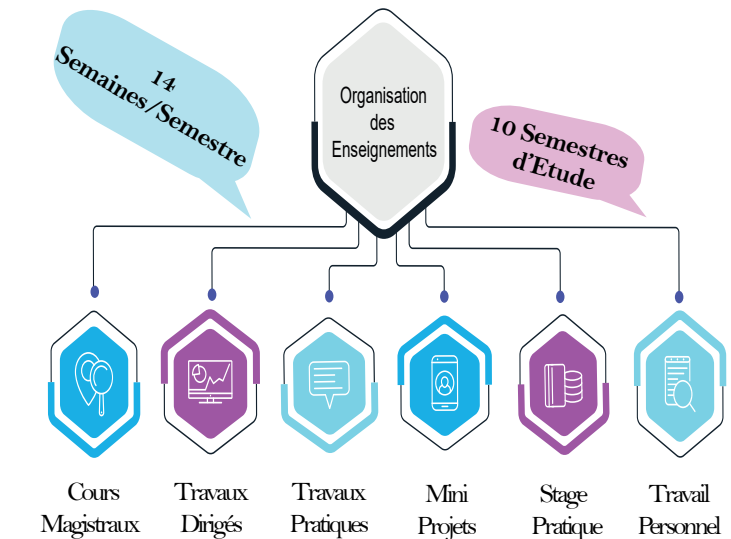 14
Semaines/Semestre
Organisation
des
Enseignements
10 Semestres
d'Etude
Cours
Magistraux
Travaux
Dirigés
Travaux
Pratiques
Mini
Projets
Stage
Pratique
Travail
Personnel